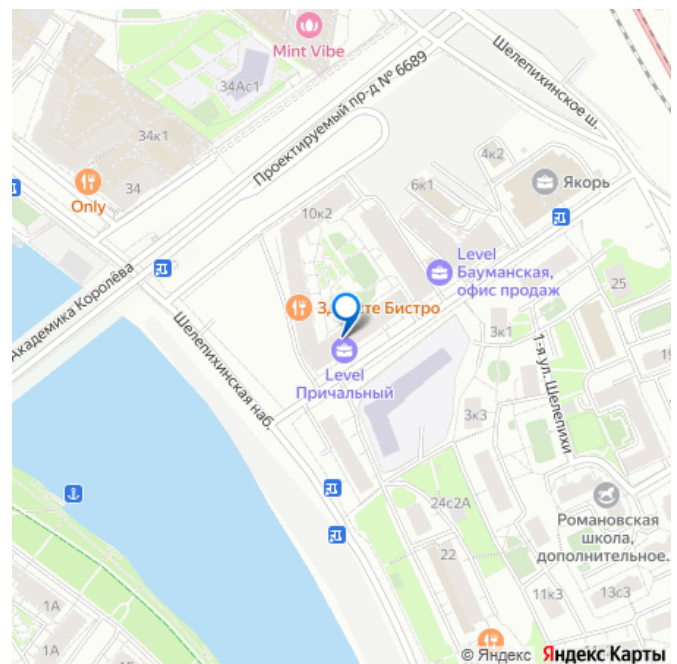 Mint Vibe
34Ас1
Шелепихинское ш.
34к1
Проектируемый пр-д № 6689
4к2
6к1
Якорь
34
Only
10к2
Level
Бауманская,
офис продаж
25
Академика Королёва
Бистро
3к1
Шелепихинская наб.
Level
Причальный
1-я ул. Шелепихи
3к3
24с2А
Романовская
школа,
дополнительное...
22
1А
11к3
13с3
1А
© Яндекс Яндекс Карты